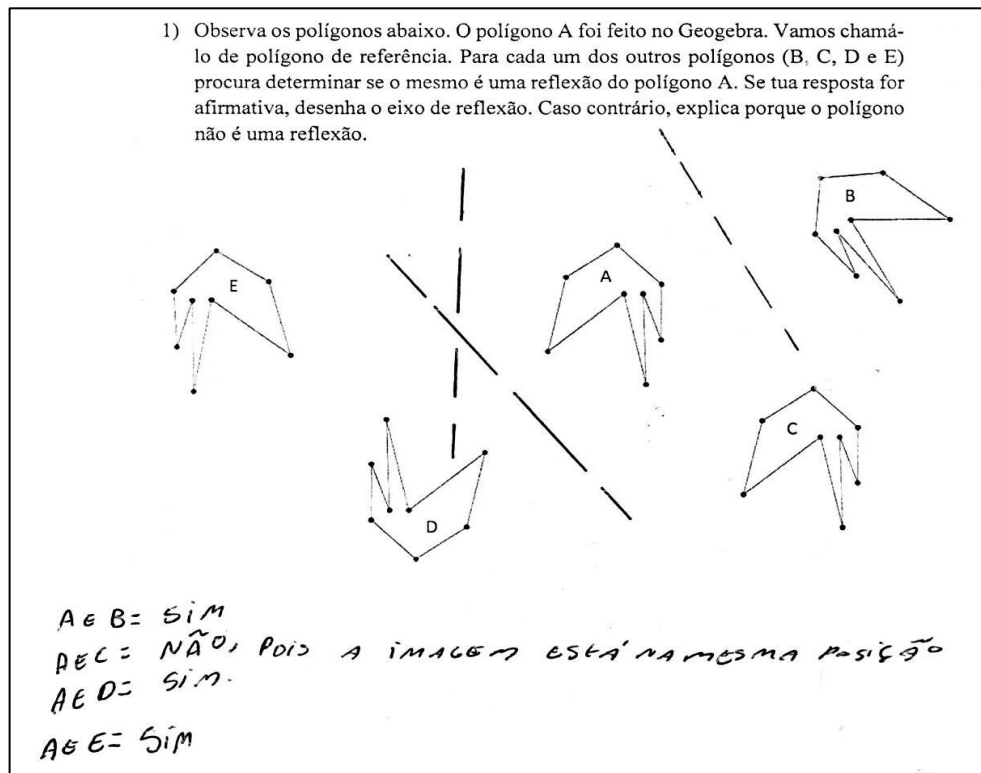 1) Observa os polígonos abaixo. O polígono A foi feito no Geogebra. Vamos chamá-
lo de polígono de referência. Para cada um dos outros polígonos (B, C, D e E)
procura determinar se o mesmo é uma reflexão do polígono A. Se tua resposta for
afirmativa, desenha o eixo de reflexão. Caso contrário, explica porque o polígono
não é uma reflexão.
B
E
A
C
D
A E B = SIM
A E C = NÃO, POIS A IMAGEM ESTÁ NA MESMA POSIÇÃO
A E D = SIM.
A E E = SIM